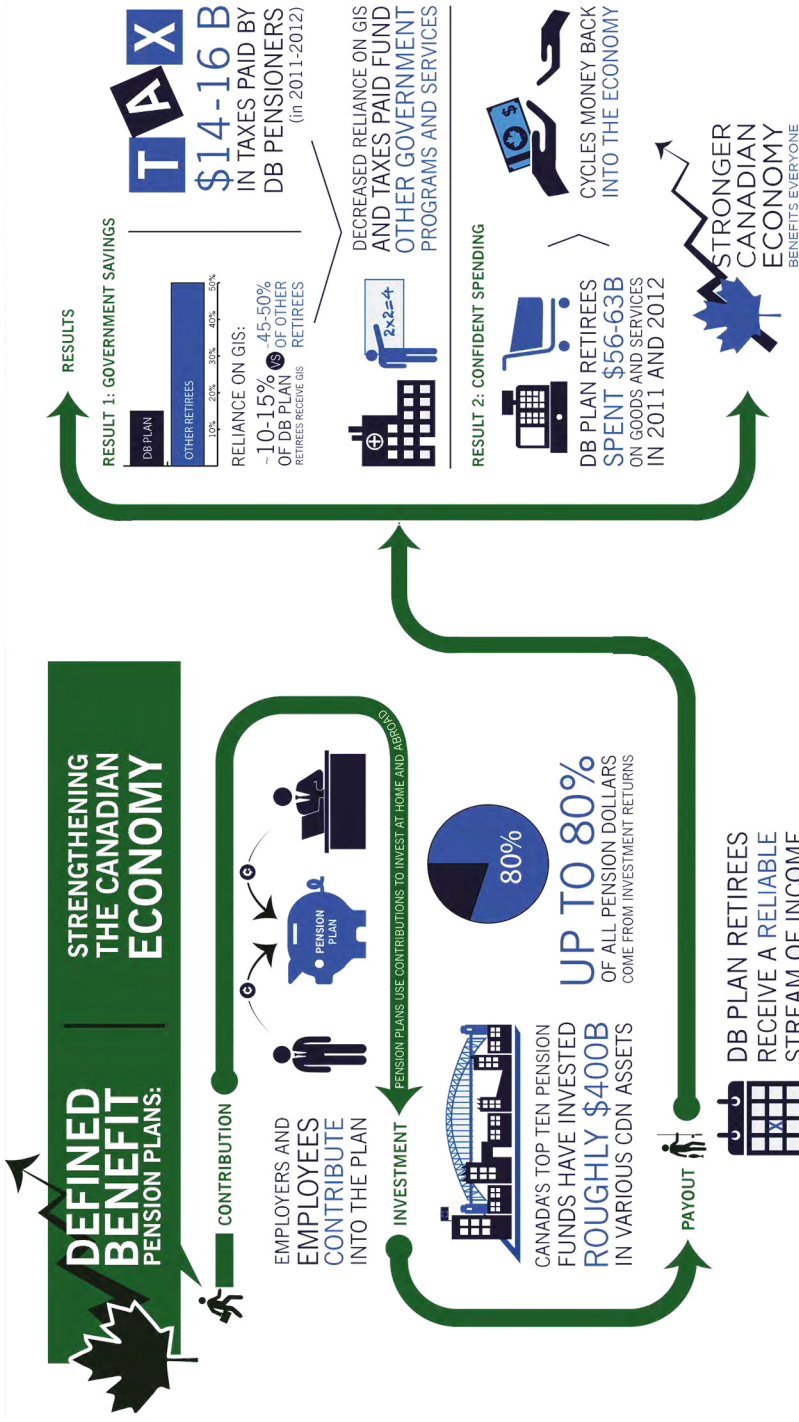 DEFINED
BENEFIT
PENSION PLANS:
STRENGTHENING
THE CANADIAN
ECONOMY
CONTRIBUTION
EMPLOYERS AND
EMPLOYEES
CONTRIBUTE
INTO THE PLAN
¢
¢
PENSION
PLAN
PENSION PLANS USE CONTRIBUTIONS TO INVEST AT HOME AND ABROAD
INVESTMENT
CANADA'S TOP TEN PENSION
FUNDS HAVE INVESTED
ROUGHLY $400B
IN VARIOUS CDN ASSETS
80%
UP TO 80%
OF ALL PENSION DOLLARS
COME FROM INVESTMENT RETURNS
PAYOUT
X
DB PLAN RETIREES
RECEIVE A RELIABLE
STREAM OF INCOME
RESULTS
RESULT 1: GOVERNMENT SAVINGS
DB PLAN
OTHER RETIREES
10% 20% 30% 40% 50%
RELIANCE ON GIS:
~10-15% VS ~45-50%
OF DB PLAN OF OTHER
RETIREES RECEIVE GIS RETIREES
TAX
$14-16 B
IN TAXES PAID BY
DB PENSIONERS
(in 2011-2012)
2x2=4
DECREASED RELIANCE ON GIS
AND TAXES PAID FUND
OTHER GOVERNMENT
PROGRAMS AND SERVICES
RESULT 2: CONFIDENT SPENDING
DB PLAN RETIREES
SPENT $56-63B
ON GOODS AND SERVICES
IN 2011 AND 2012
$
CYCLES MONEY BACK
INTO THE ECONOMY
STRONGER
CANADIAN
ECONOMY
BENEFITS EVERYONE